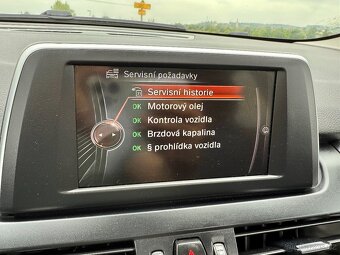 Servisní požadavky
Servisní historie
OK Motorový olej
OK Kontrola vozidla
OK Brzdová kapalina
OK § prohlídka vozidla